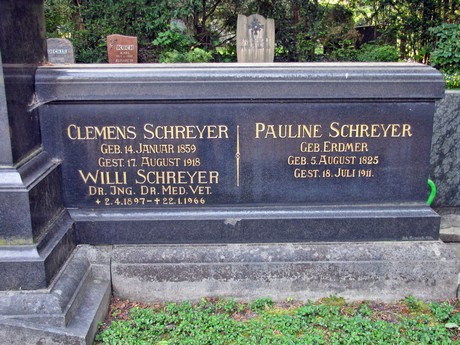 CLEMENS SCHREYER
GEB. 14. JANUAR 1859
GEST. 17. AUGUST 1918
WILLI SCHREYER
DR. JNG. DR. MED. VET.
* 2.4.1897 - + 22.1.1966
PAULINE SCHREYER
GEB. ERDMER
GEB. 5. AUGUST 1825
GEST. 18. JULI 1911.